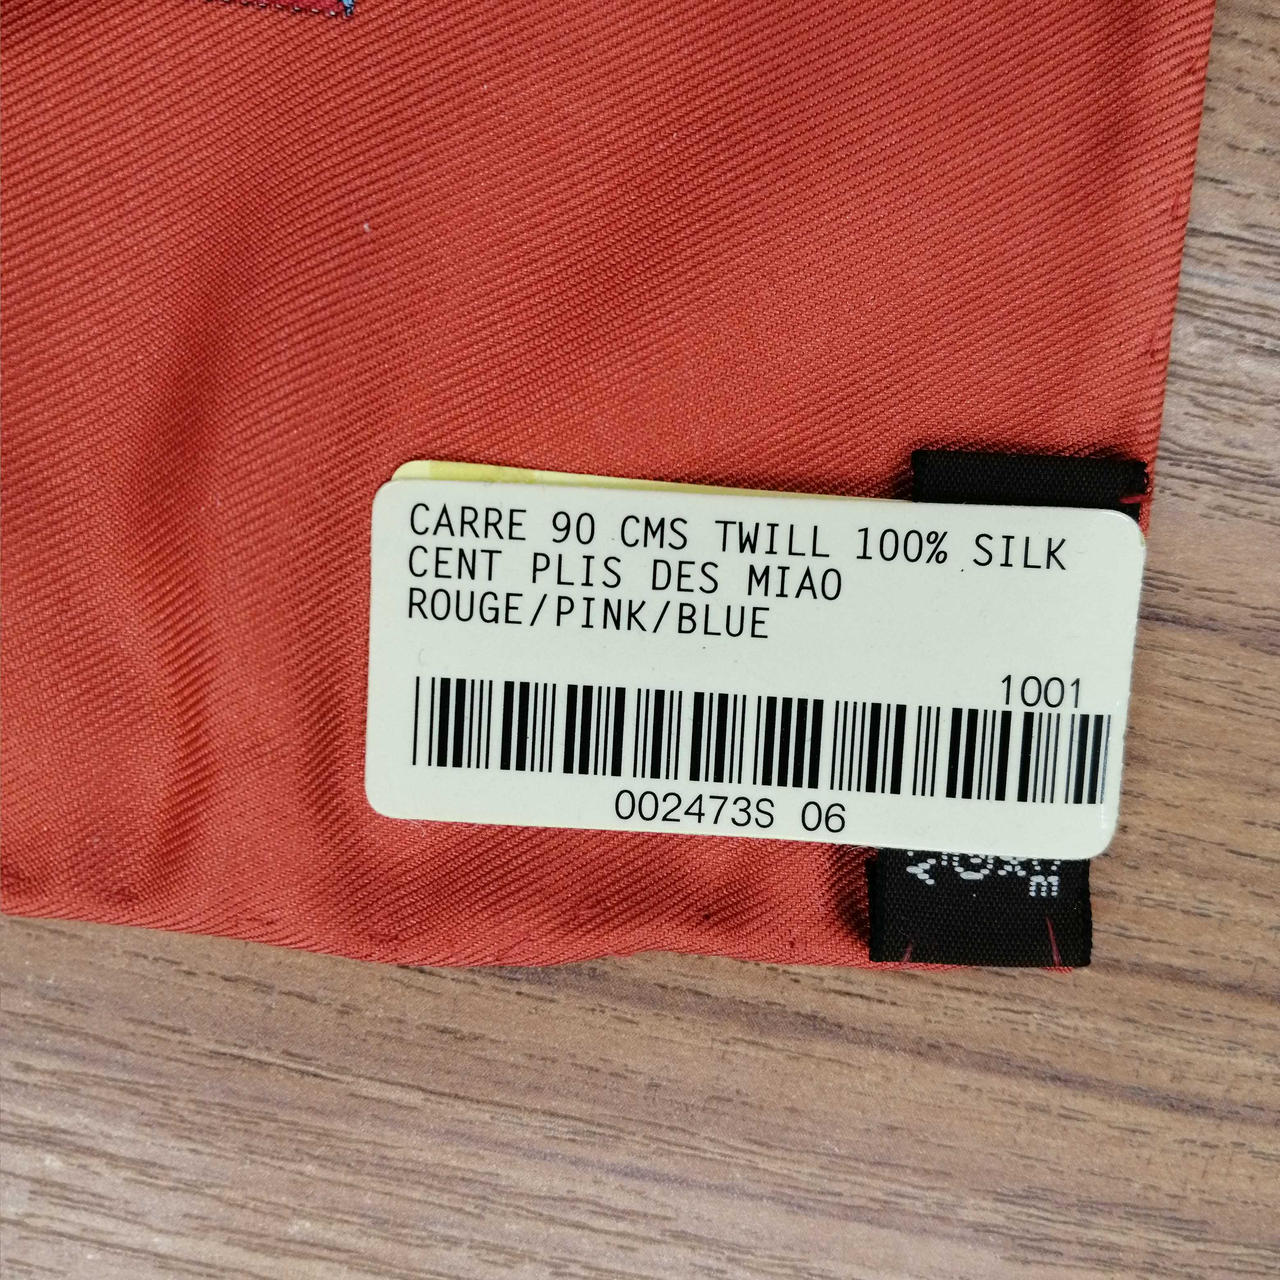 CARRE 90 CMS TWILL 100% SILK
CENT PLIS DES MIAO
ROUGE/PINK/BLUE
1001
002473S 06